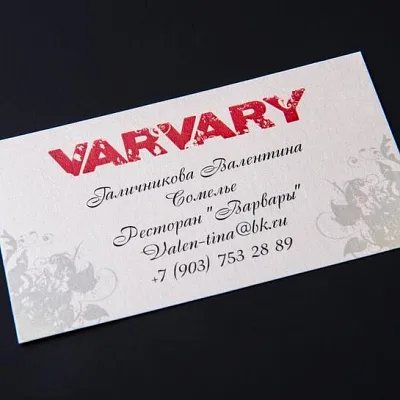 VARVARY
Галичникова Валентина
Сомелье
Ресторан "Варвары"
Valen-tina@bk.ru
+7 (903) 753 28 89